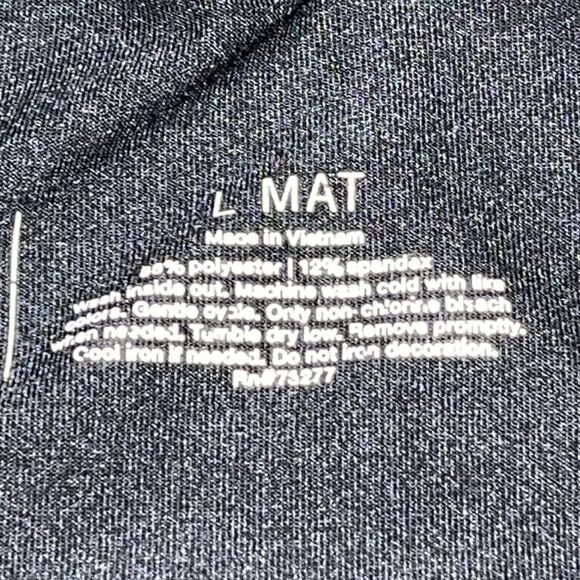 L MAT
Made in Vietnam
88% polyester | 12% spandex
Wash inside out. Machine wash cold with like
colors. Gentle cycle. Only non-chlorine bleach
when needed. Tumble dry low. Remove promptly.
Cool iron if needed. Do not iron decoration.
Rn#73277